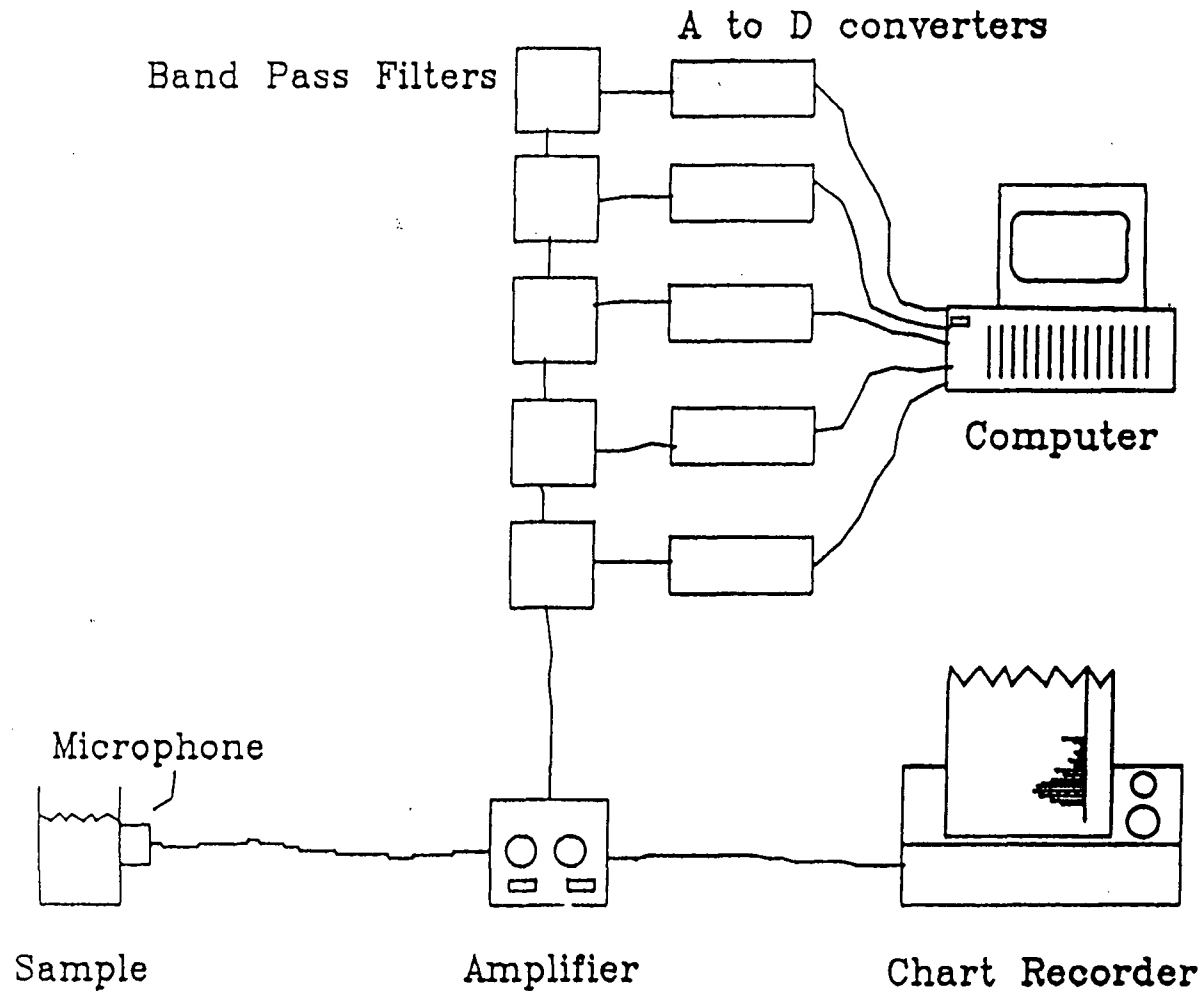 A to D converters
Band Pass Filters
Computer
Microphone
Sample
Amplifier
Chart Recorder